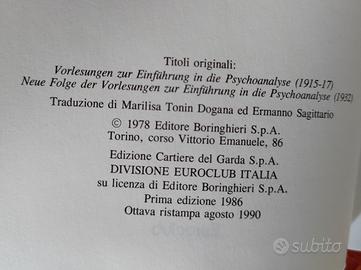 Titoli originali:
Vorlesungen zur Einführung in die Psychoanalyse (1915-17)
Neue Folge der Vorlesungen zur Einführung in die Psychoanalyse (1932)
Traduzione di Marilisa Tonin Dogana ed Ermanno Sagittario
© 1978 Editore Boringhieri S.p.A.
Torino, corso Vittorio Emanuele, 86
Edizione Cartiere del Garda S.p.A.
DIVISIONE EUROCLUB ITALIA
su licenza di Editore Boringhieri S.p.A.
Prima edizione 1986
Ottava ristampa agosto 1990
subito